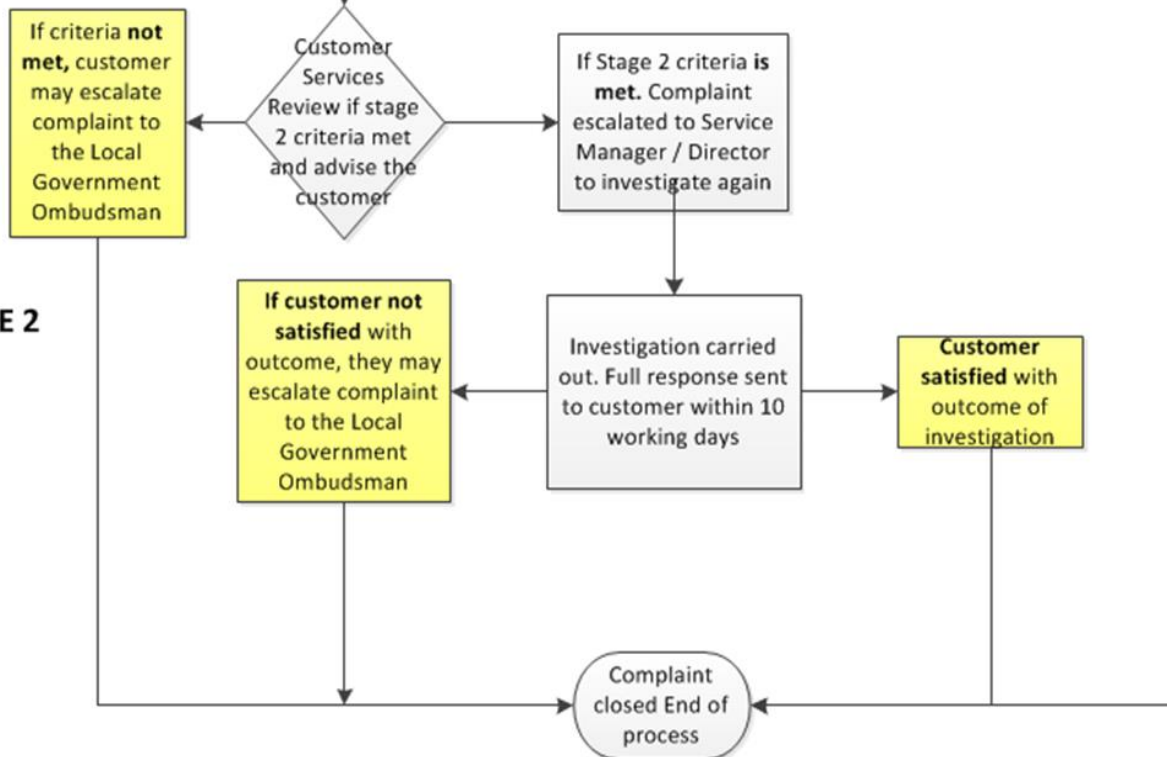 If criteria not
met, customer
may escalate
complaint to
the Local
Government
Ombudsman
Customer
Services
Review if stage
2 criteria met
and advise the
customer
If Stage 2 criteria is
met. Complaint
escalated to Service
Manager / Director
to investigate again
E 2
If customer not
satisfied with
outcome, they may
escalate complaint
to the Local
Government
Ombudsman
Investigation carried
out. Full response sent
to customer within 10
working days
Customer
satisfied with
outcome of
investigation
Complaint
closed End of
process